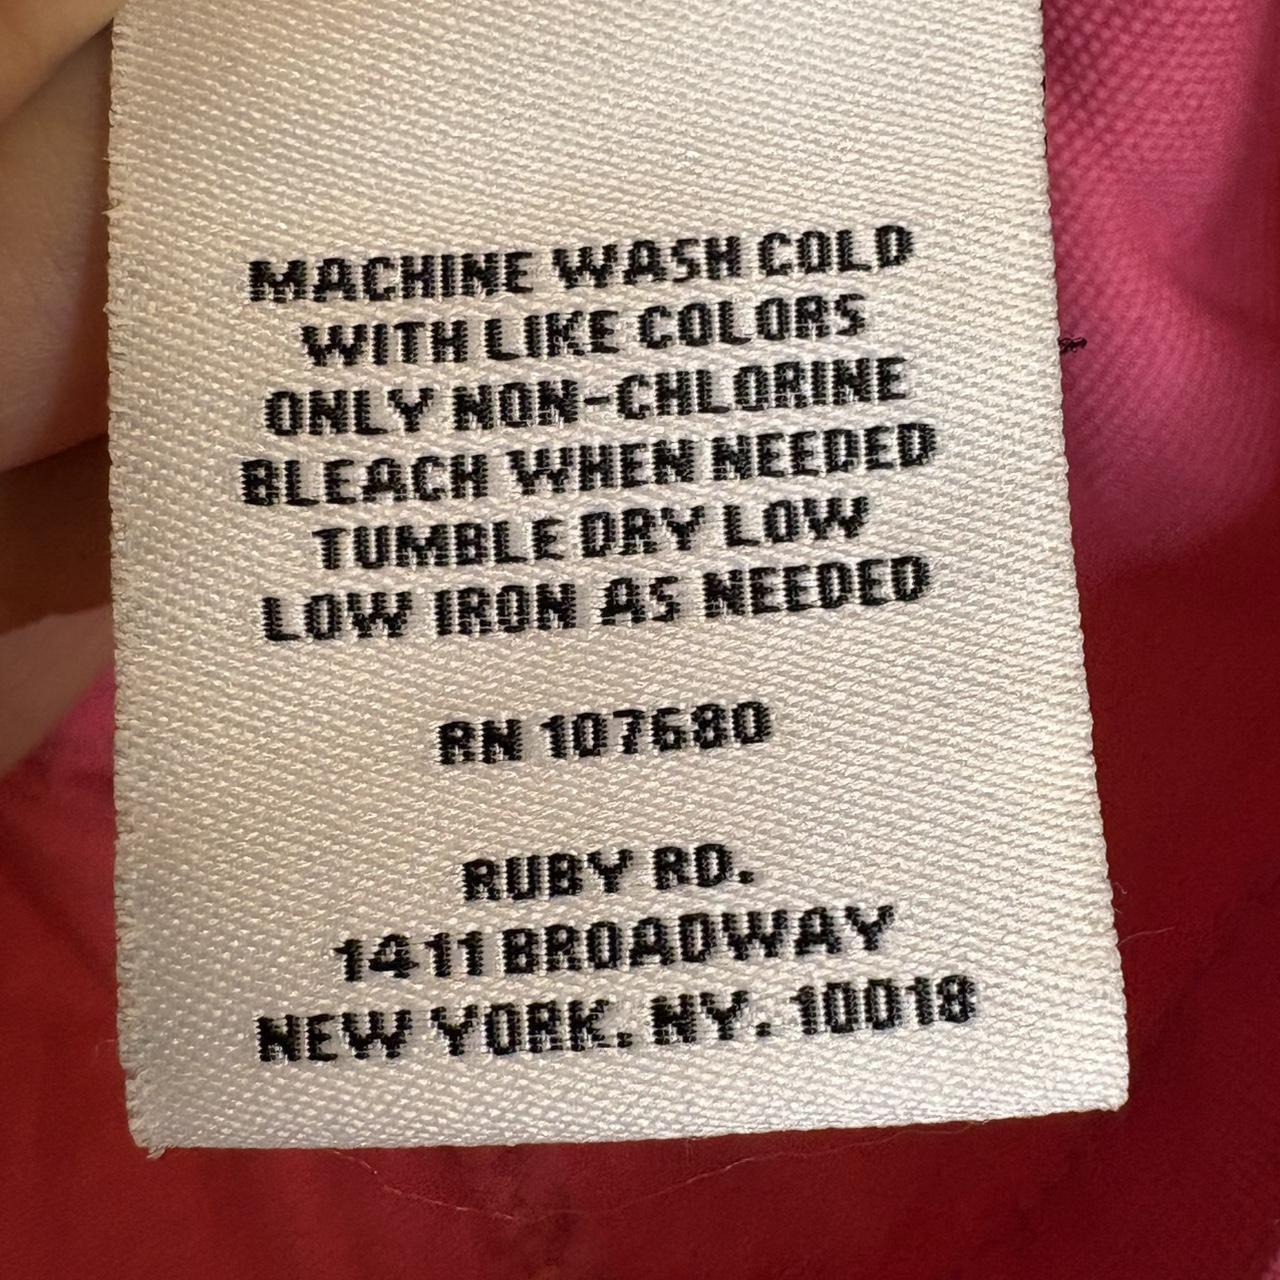 MACHINE WASH COLD
WITH LIKE COLORS
ONLY NON-CHLORINE
BLEACH WHEN NEEDED
TUMBLE DRY LOW
LOW IRON AS NEEDED
RN 107680
RUBY RD.
1411 BROADWAY
NEW YORK, NY. 10018